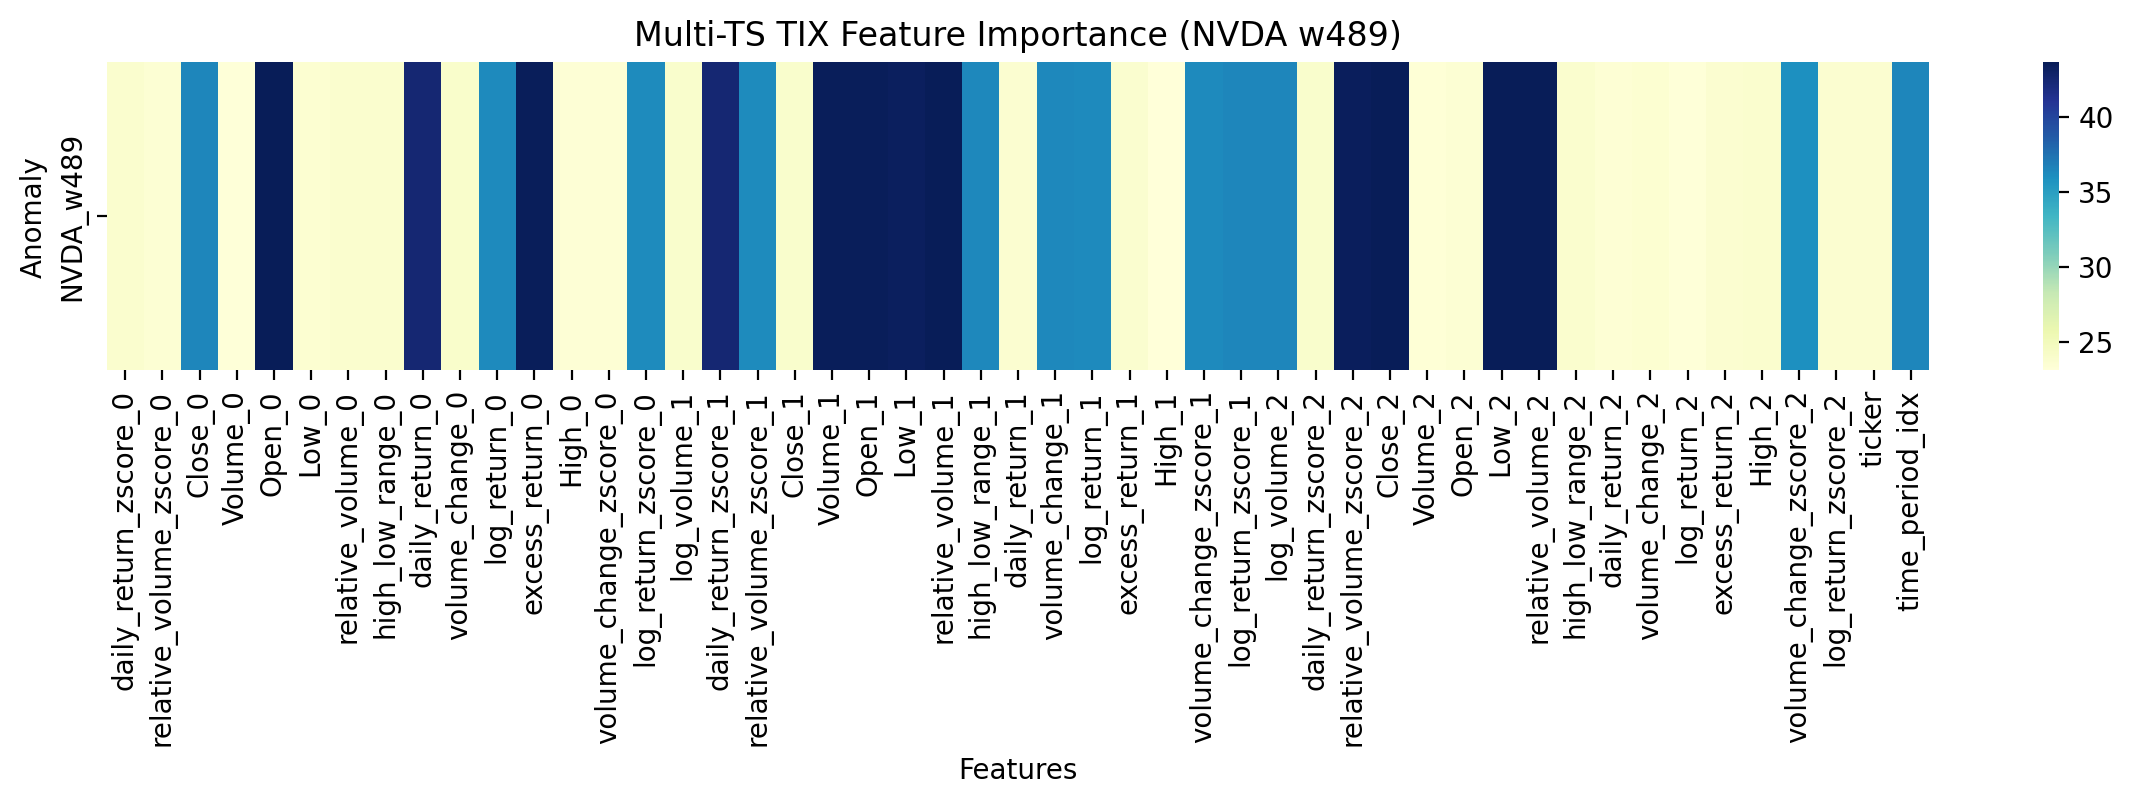 Multi-TS TIX Feature Importance (NVDA w489)
Anomaly
NVDA_w489
40
35
30
25
daily_return_zscore_0
relative_volume_zscore_0
Close_0
Volume_0
Open_0
Low_0
relative_volume_0
high_low_range_0
daily_return_0
volume_change_0
log_return_0
excess_return_0
High_0
volume_change_zscore_0
log_return_zscore_0
log_volume_1
daily_return_zscore_1
relative_volume_zscore_1
Close_1
Volume_1
Open_1
Low_1
relative_volume_1
high_low_range_1
daily_return_1
volume_change_1
log_return_1
excess_return_1
High_1
volume_change_zscore_1
log_return_zscore_1
log_volume_2
daily_return_zscore_2
relative_volume_zscore_2
Close_2
Volume_2
Open_2
Low_2
relative_volume_2
high_low_range_2
daily_return_2
volume_change_2
log_return_2
excess_return_2
High_2
volume_change_zscore_2
log_return_zscore_2
ticker
time_period_idx
Features